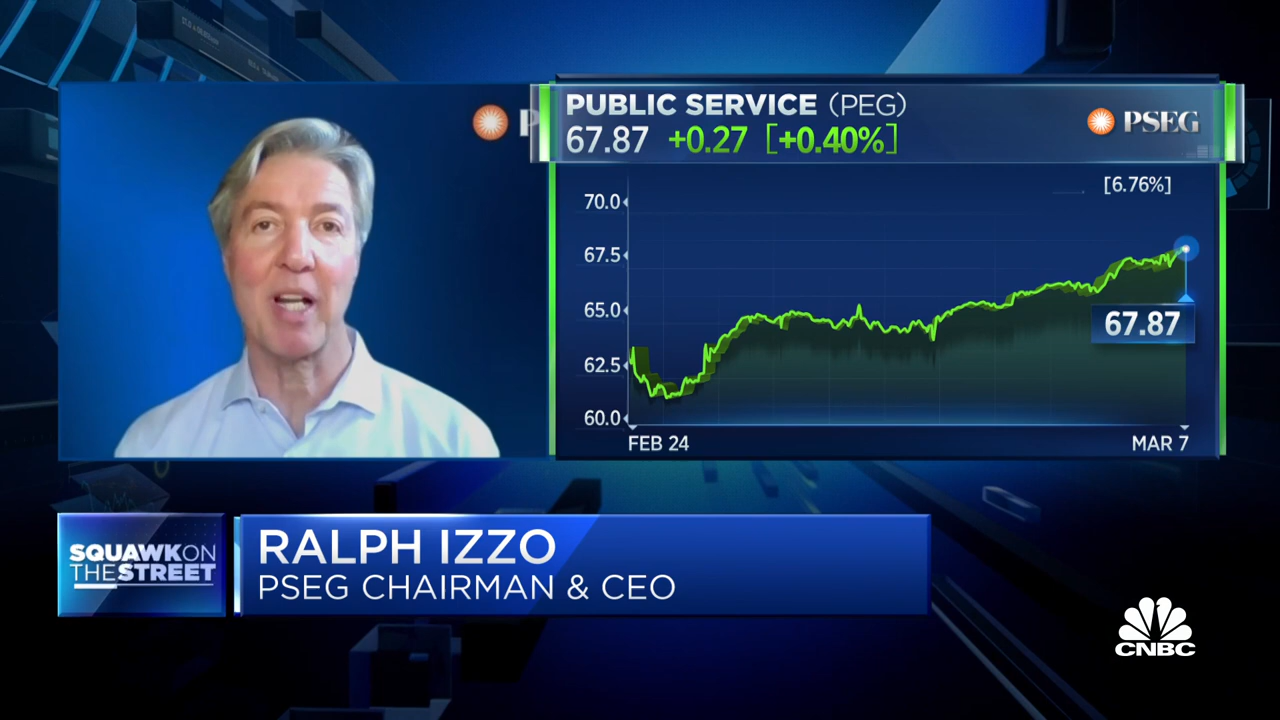 PUBLIC SERVICE (PEG)
67.87 +0.27 [+0.40%]
PSEG
[6.76%]
70.0
67.5
65.0
62.5
60.0
67.87
FEB 24
MAR 7
SQUAWK ON
THE STREET
RALPH IZZO
PSEG CHAIRMAN & CEO
CNBC